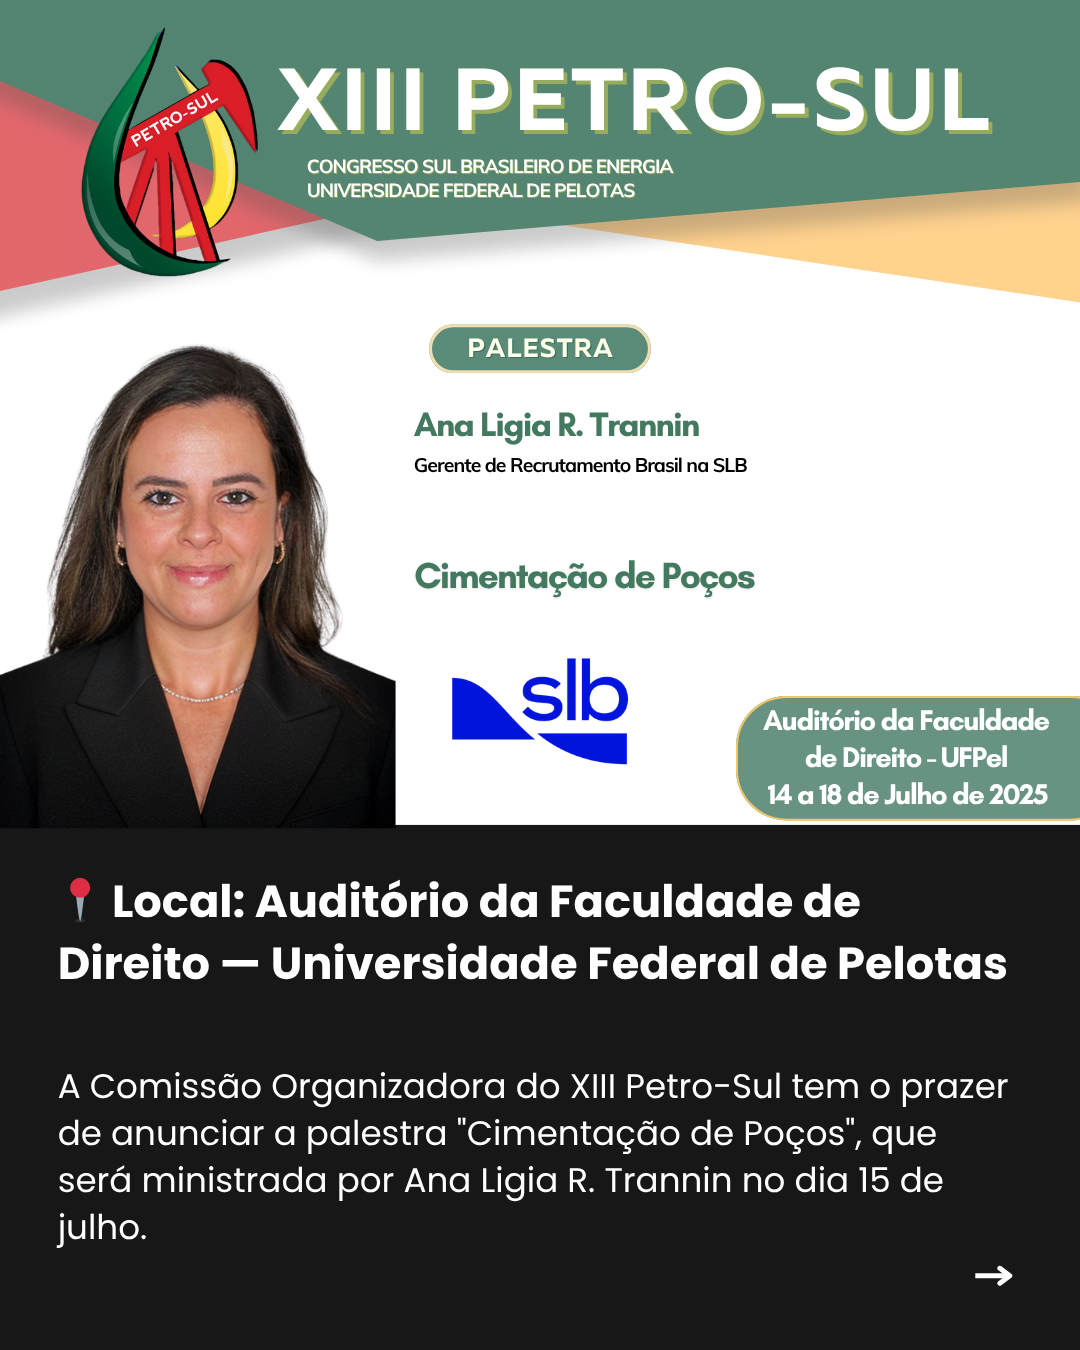 PETRO-SUL
XIII PETRO-SUL
CONGRESSO SUL BRASILEIRO DE ENERGIA
UNIVERSIDADE FEDERAL DE PELOTAS
PALESTRA
Ana Ligia R. Trannin
Gerente de Recrutamento Brasil na SLB
Cimentação de Poços
slb
Auditório da Faculdade
de Direito - UFPel
14 a 18 de Julho de 2025
📍 Local: Auditório da Faculdade de
Direito — Universidade Federal de Pelotas
A Comissão Organizadora do XIII Petro-Sul tem o prazer
de anunciar a palestra "Cimentação de Poços", que
será ministrada por Ana Ligia R. Trannin no dia 15 de
julho.
→